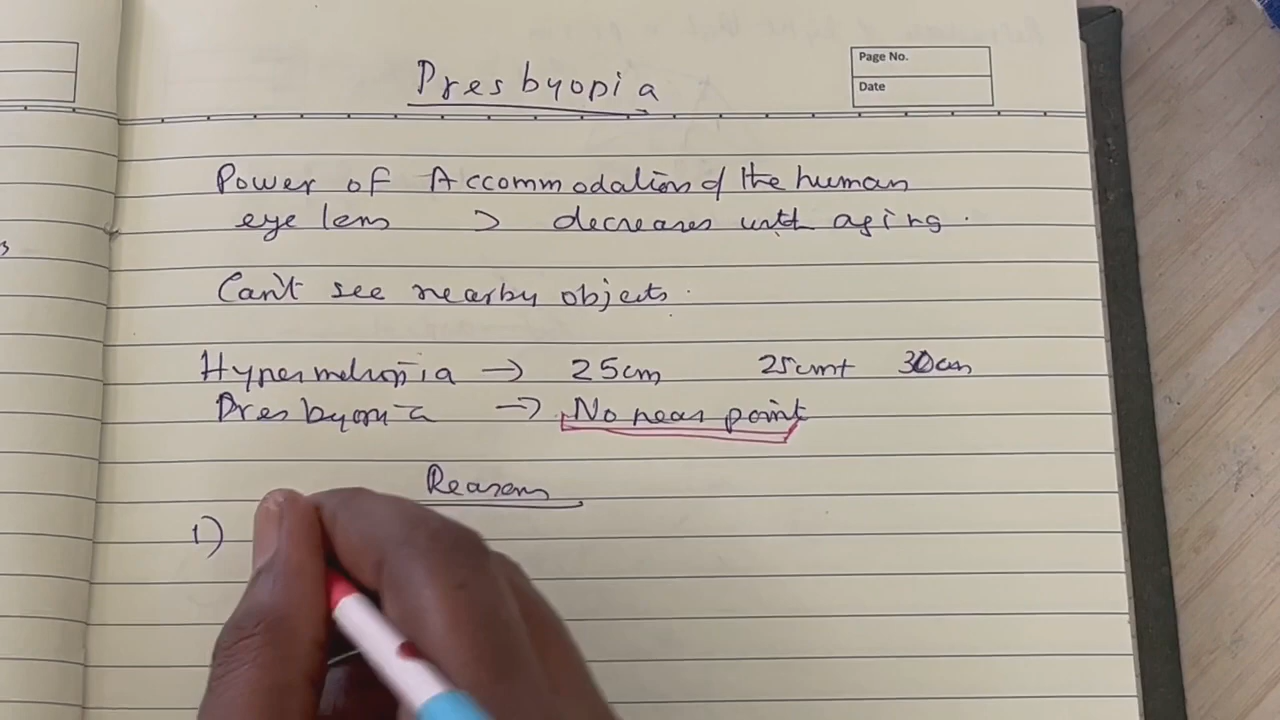 Presbyopia
Page No.
Date
Power of Accommodation of the human
eye lens > decreases with aging.
Can't see nearby objects.
Hypermetropia → 25cm 25cm+ 30cm
Presbyopia → No near point
Reasons
1)